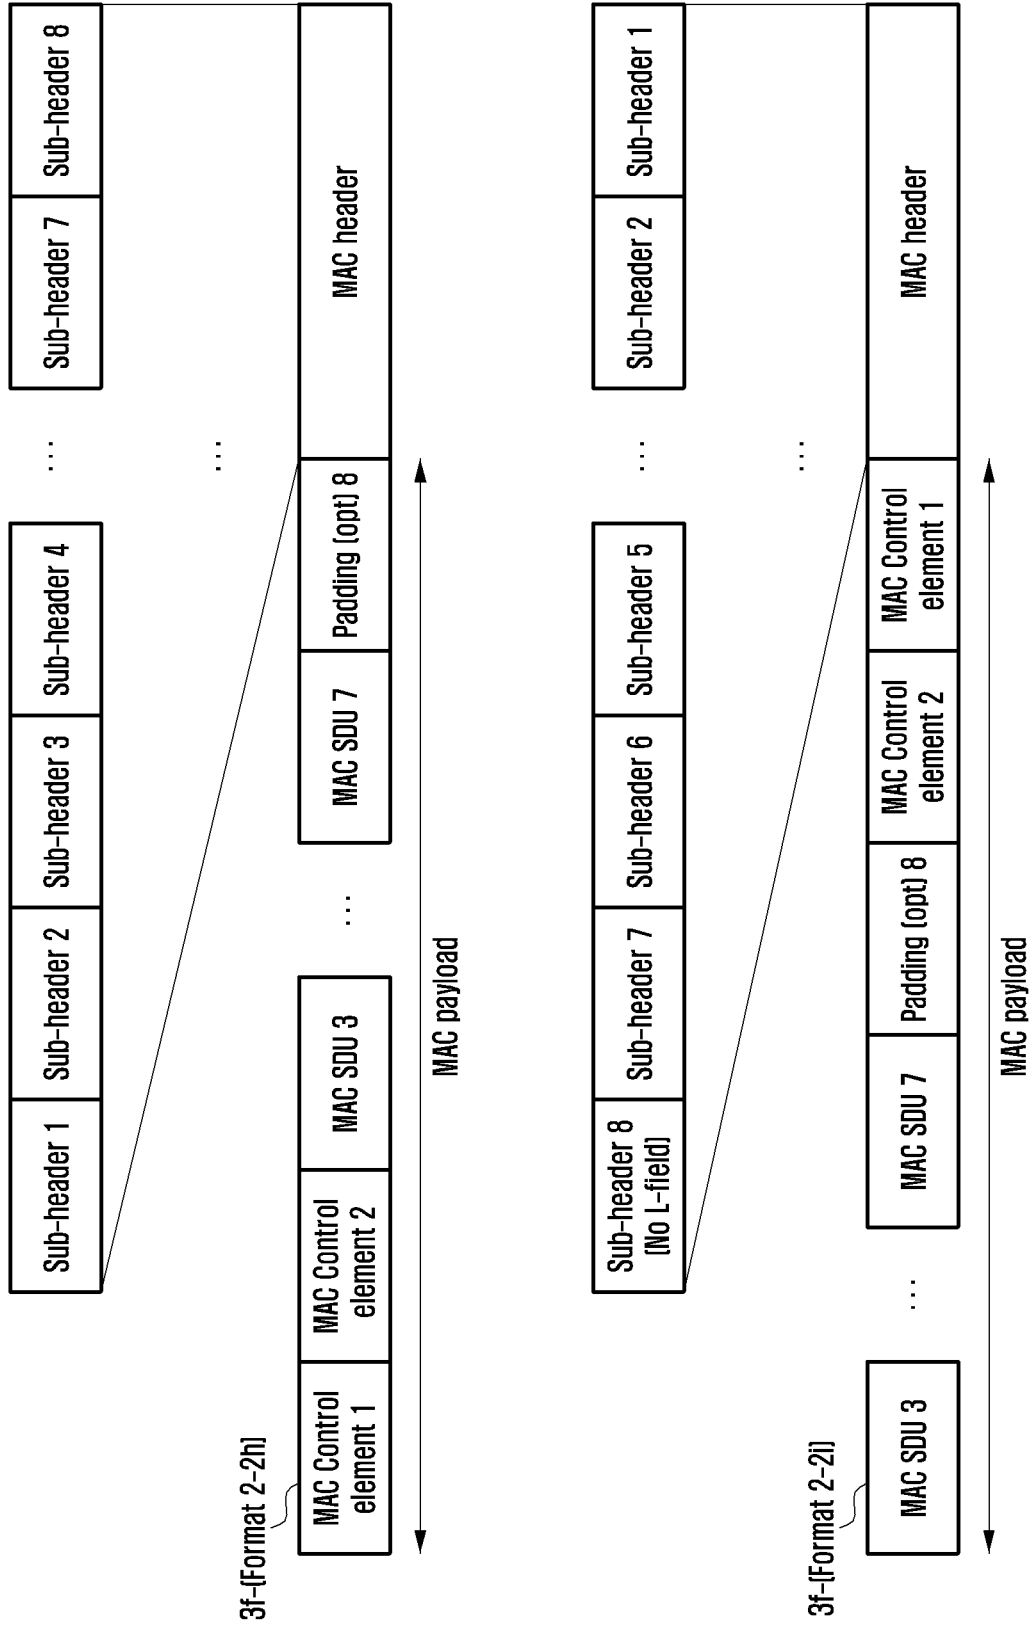 Sub-header 1
Sub-header 2
Sub-header 3
Sub-header 4
...
Sub-header 7
Sub-header 8
...
3f-(Format 2-2h)
MAC Control
element 1
MAC Control
element 2
MAC SDU 3
...
MAC SDU 7
Padding (opt) 8
MAC header
MAC payload
Sub-header 8
(No L-field)
Sub-header 7
Sub-header 6
Sub-header 5
...
Sub-header 2
Sub-header 1
...
3f-(Format 2-2i)
MAC SDU 3
...
MAC SDU 7
Padding (opt) 8
MAC Control
element 2
MAC Control
element 1
MAC header
MAC payload